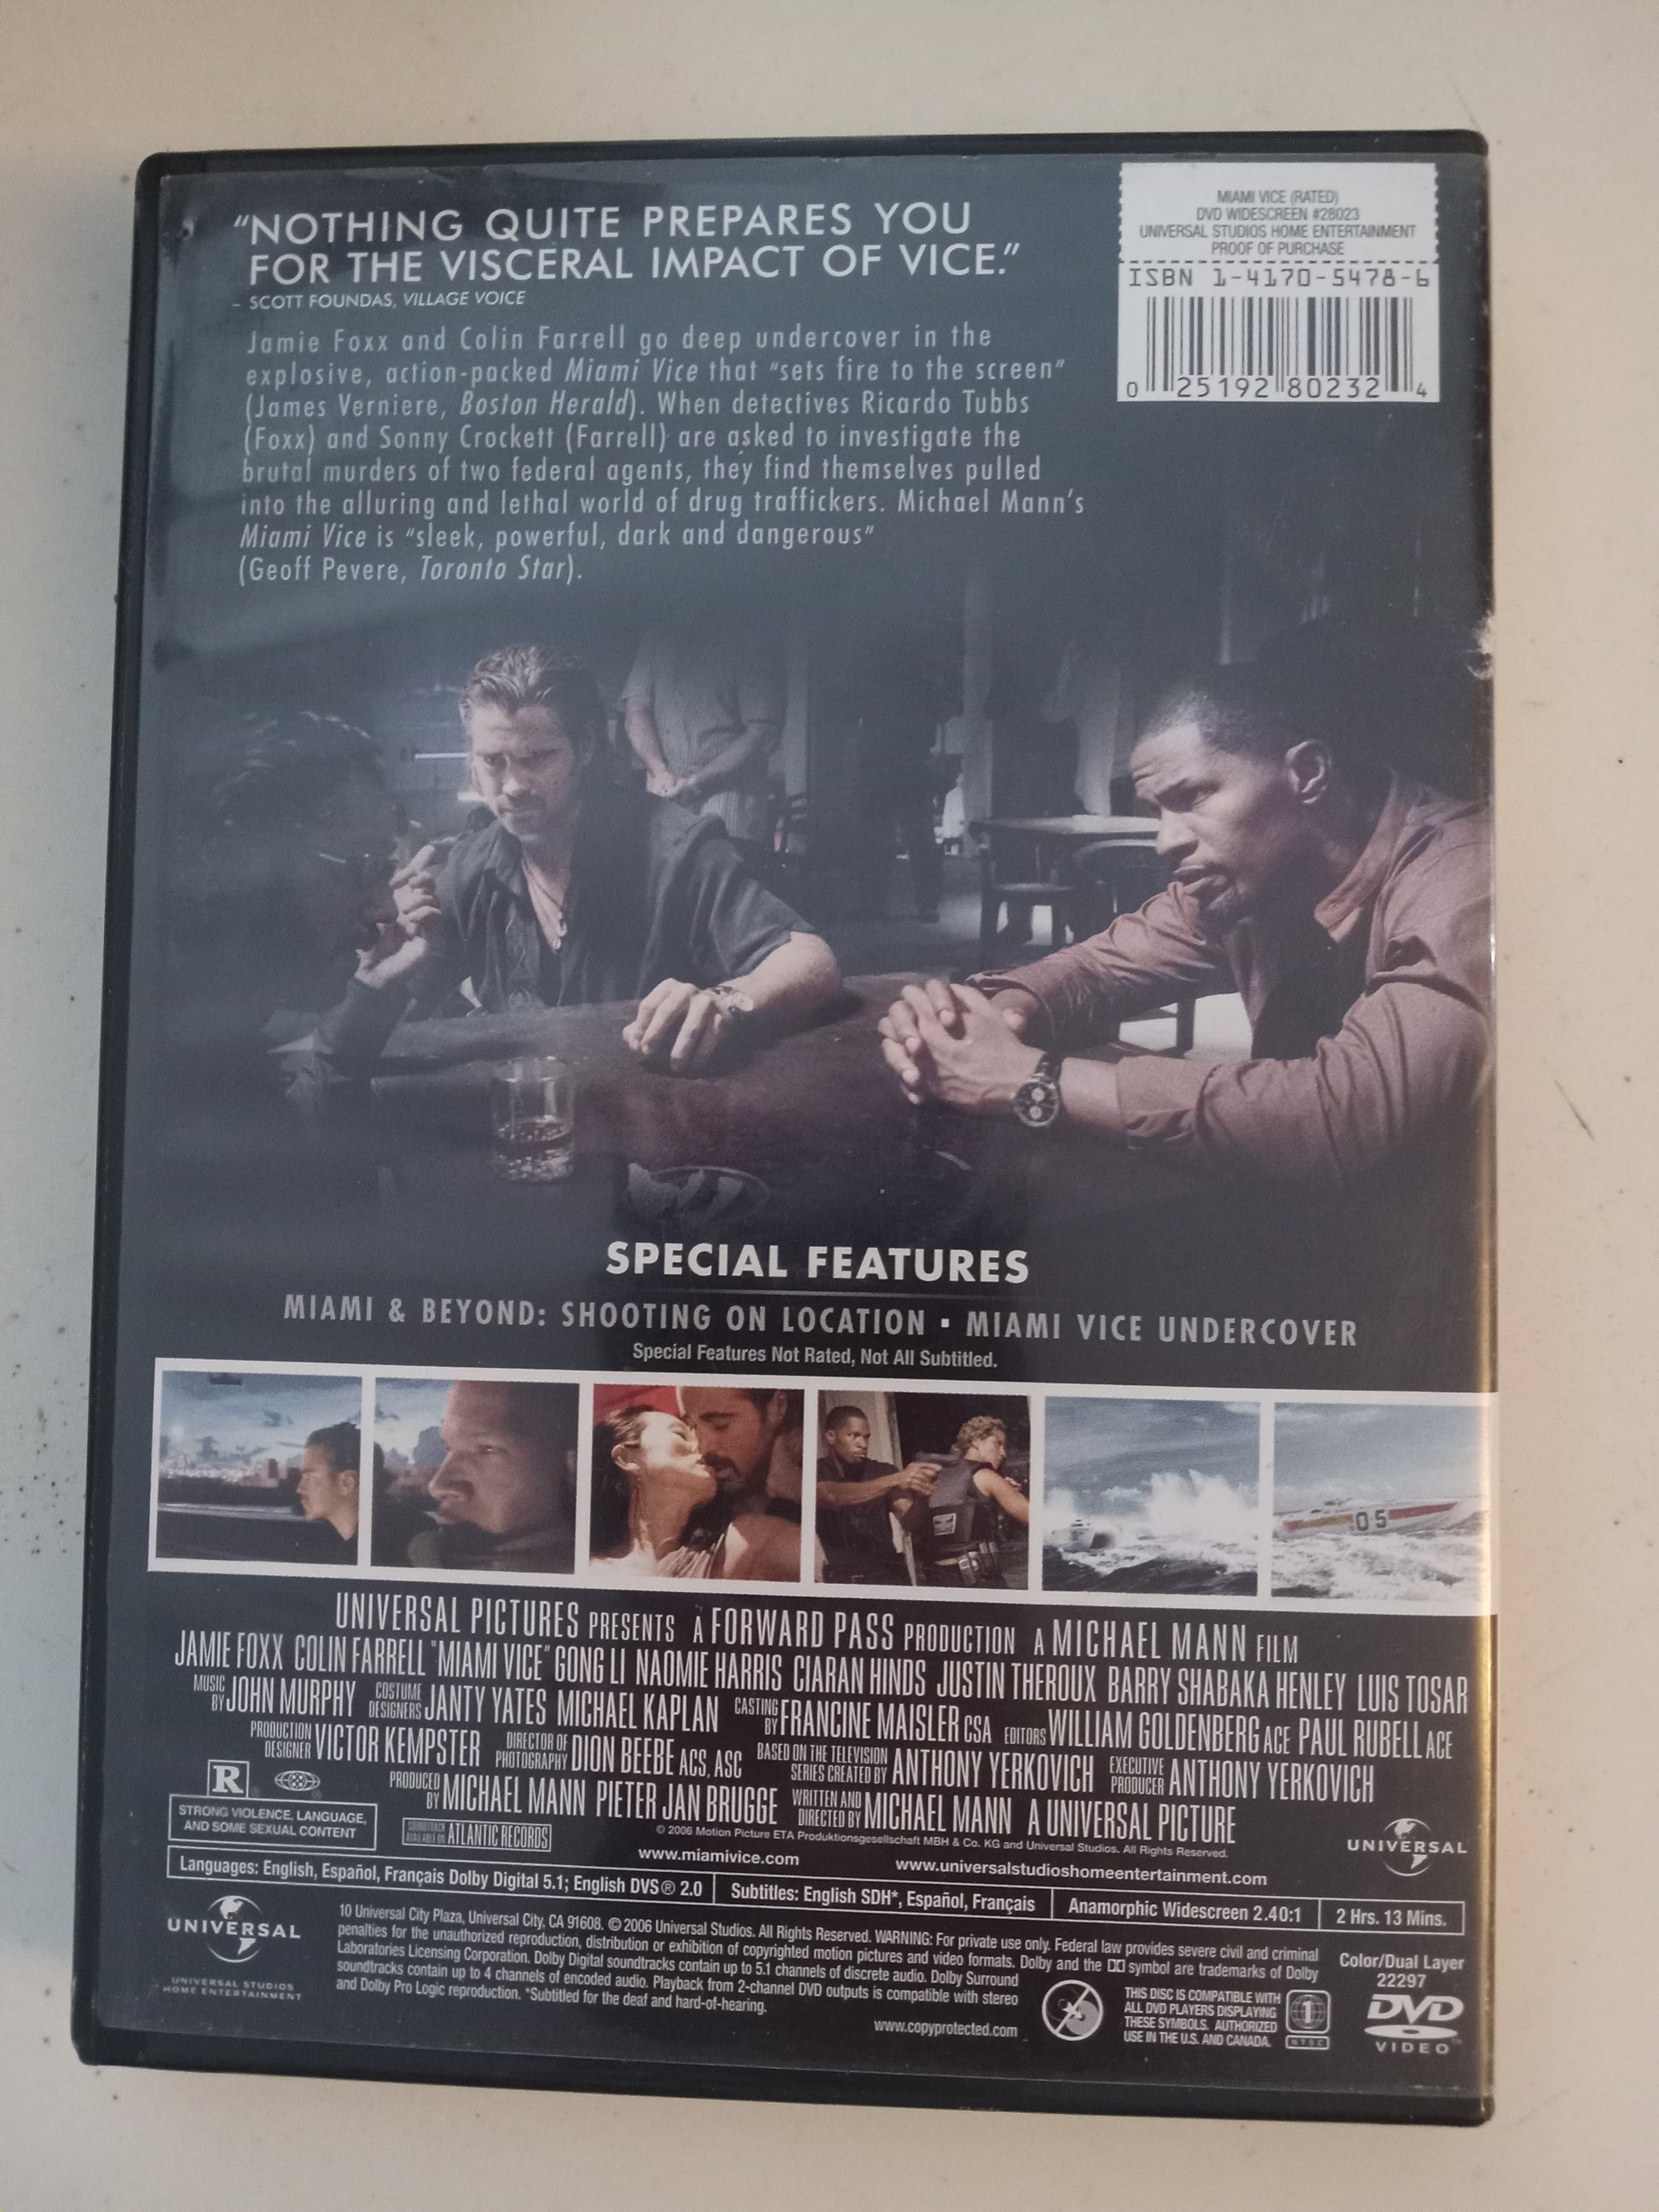 “NOTHING QUITE PREPARES YOU
FOR THE VISCERAL IMPACT OF VICE.”
– SCOTT FOUNDAS, VILLAGE VOICE
Jamie Foxx and Colin Farrell go deep undercover in the
explosive, action-packed Miami Vice that “sets fire to the screen”
(James Verniere, Boston Herald). When detectives Ricardo Tubbs
(Foxx) and Sonny Crockett (Farrell) are asked to investigate the
brutal murders of two federal agents, they find themselves pulled
into the alluring and lethal world of drug traffickers. Michael Mann’s
Miami Vice is “sleek, powerful, dark and dangerous”
(Geoff Pevere, Toronto Star).
MIAMI VICE (RATED)
DVD WIDESCREEN #28023
UNIVERSAL STUDIOS HOME ENTERTAINMENT
PROOF OF PURCHASE
ISBN 1-4170-5478-6
0 25192 80232 4
SPECIAL FEATURES
MIAMI & BEYOND: SHOOTING ON LOCATION ▪ MIAMI VICE UNDERCOVER
Special Features Not Rated, Not All Subtitled.
05
UNIVERSAL PICTURES PRESENTS A FORWARD PASS PRODUCTION A MICHAEL MANN FILM
JAMIE FOXX COLIN FARRELL "MIAMI VICE" GONG LI NAOMIE HARRIS CIARAN HINDS JUSTIN THEROUX BARRY SHABAKA HENLEY LUIS TOSAR
MUSIC BY JOHN MURPHY COSTUME DESIGNERS JANTY YATES MICHAEL KAPLAN CASTING BY FRANCINE MAISLER CSA EDITORS WILLIAM GOLDENBERG ACE PAUL RUBELL ACE
PRODUCTION DESIGNER VICTOR KEMPSTER DIRECTOR OF PHOTOGRAPHY DION BEEBE ACS, ASC BASED ON THE TELEVISION SERIES CREATED BY ANTHONY YERKOVICH EXECUTIVE PRODUCER ANTHONY YERKOVICH
PRODUCED BY MICHAEL MANN PIETER JAN BRUGGE WRITTEN AND DIRECTED BY MICHAEL MANN A UNIVERSAL PICTURE
R
STRONG VIOLENCE, LANGUAGE,
AND SOME SEXUAL CONTENT
SOUNDTRACK AVAILABLE ON ATLANTIC RECORDS
© 2006 Motion Picture ETA Produktionsgesellschaft MBH & Co. KG and Universal Studios. All Rights Reserved.
www.miamivice.com www.universalstudioshomeentertainment.com
UNIVERSAL
Languages: English, Español, Français Dolby Digital 5.1; English DVS® 2.0 Subtitles: English SDH*, Español, Français Anamorphic Widescreen 2.40:1 2 Hrs. 13 Mins.
UNIVERSAL
UNIVERSAL STUDIOS
HOME ENTERTAINMENT
10 Universal City Plaza, Universal City, CA 91608. © 2006 Universal Studios. All Rights Reserved. WARNING: For private use only. Federal law provides severe civil and criminal
penalties for the unauthorized reproduction, distribution or exhibition of copyrighted motion pictures and video formats. Dolby and the DD symbol are trademarks of Dolby
Laboratories Licensing Corporation. Dolby Digital soundtracks contain up to 5.1 channels of discrete audio. Dolby Surround
soundtracks contain up to 4 channels of encoded audio. Playback from 2-channel DVD outputs is compatible with stereo
and Dolby Pro Logic reproduction. *Subtitled for the deaf and hard-of-hearing.
www.copyprotected.com
THIS DISC IS COMPATIBLE WITH
ALL DVD PLAYERS DISPLAYING
THESE SYMBOLS. AUTHORIZED
USE IN THE U.S. AND CANADA.
1
NTSC
Color/Dual Layer
22297
DVD
VIDEO™